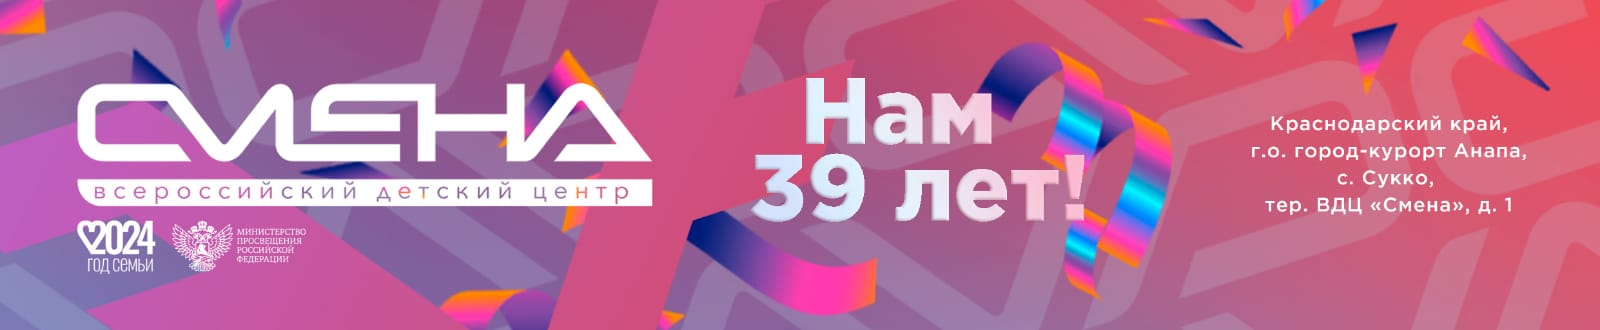 СМЕНА
всероссийский детский центр
2024
ГОД СЕМЬИ
МИНИСТЕРСТВО
ПРОСВЕЩЕНИЯ
РОССИЙСКОЙ
ФЕДЕРАЦИИ
Нам
39 лет!
Краснодарский край,
г.о. город-курорт Анапа,
с. Сукко,
тер. ВДЦ «Смена», д. 1